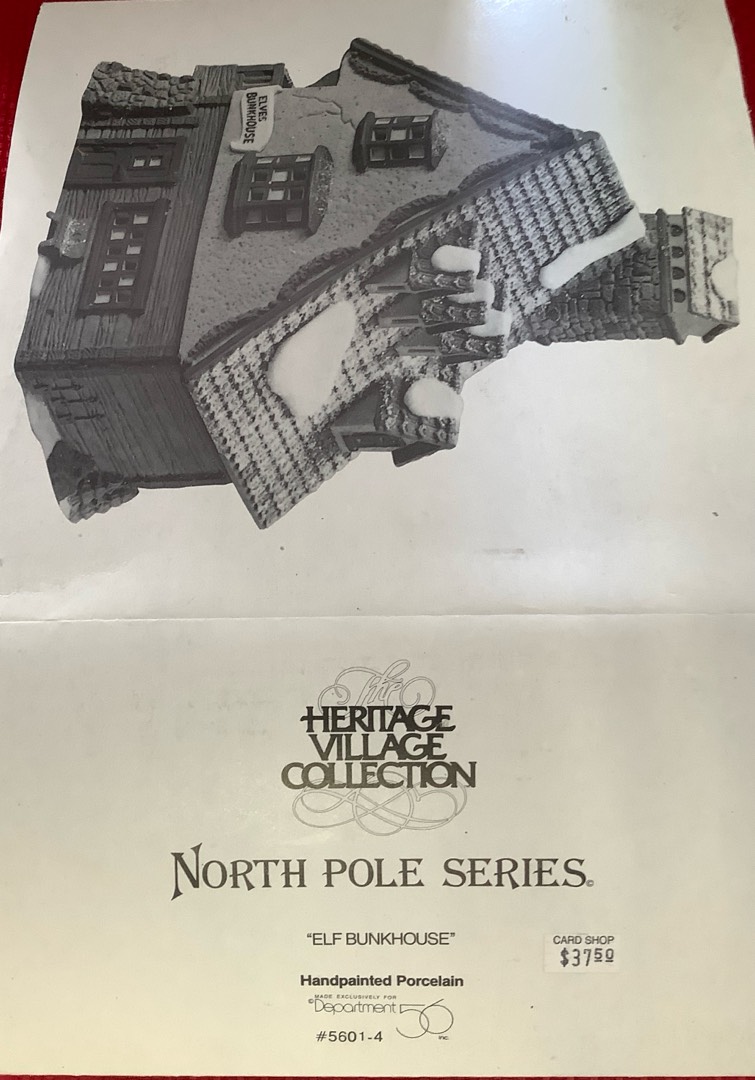 ELVES
BUNKHOUSE
The
HERITAGE
VILLAGE
COLLECTION
NORTH POLE SERIES©
"ELF BUNKHOUSE"
CARD SHOP
$37.50
Handpainted Porcelain
MADE EXCLUSIVELY FOR
©Department 56 INC.
#5601-4